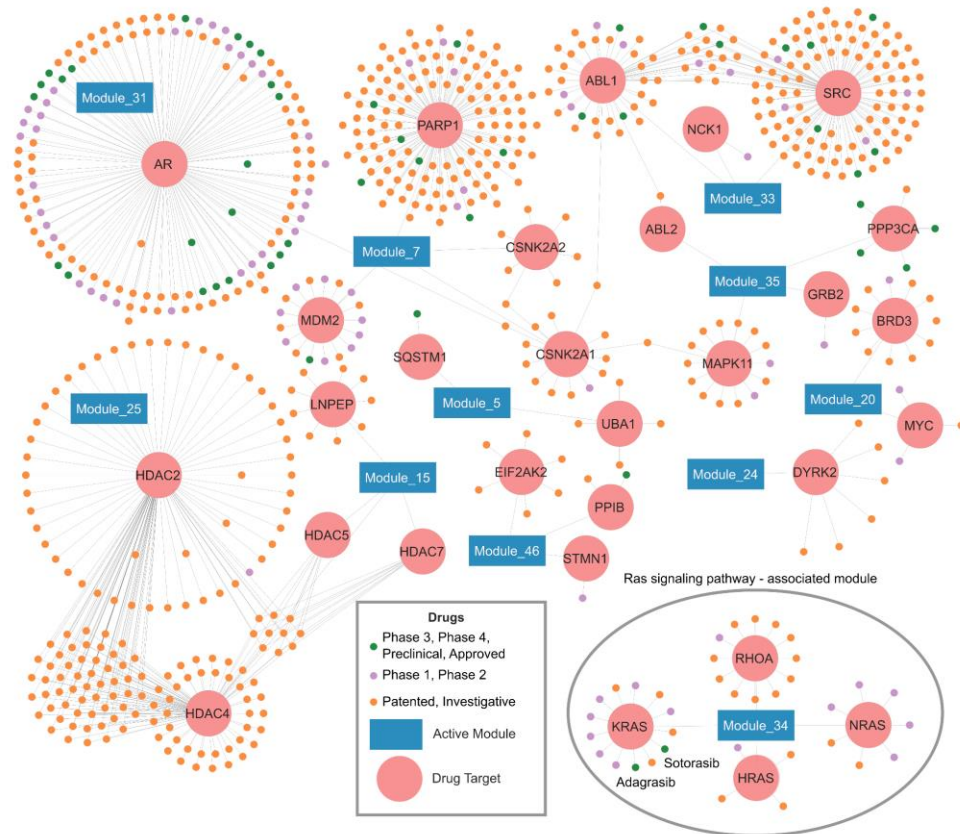 Module_31
AR
PARP1
ABL1
SRC
NCK1
Module_33
ABL2
PPP3CA
Module_7
CSNK2A2
Module_35
GRB2
MDM2
BRD3
SQSTM1
CSNK2A1
MAPK11
Module_25
LNPEP
Module_5
Module_20
UBA1
MYC
HDAC2
Module_15
EIF2AK2
Module_24
DYRK2
PPIB
HDAC5
HDAC7
Module_46
STMN1
Ras signaling pathway - associated module
Drugs
Phase 3, Phase 4,
Preclinical, Approved
Phase 1, Phase 2
Patented, Investigative
Active Module
Drug Target
HDAC4
RHOA
KRAS
Module_34
NRAS
Sotorasib
Adagrasib
HRAS